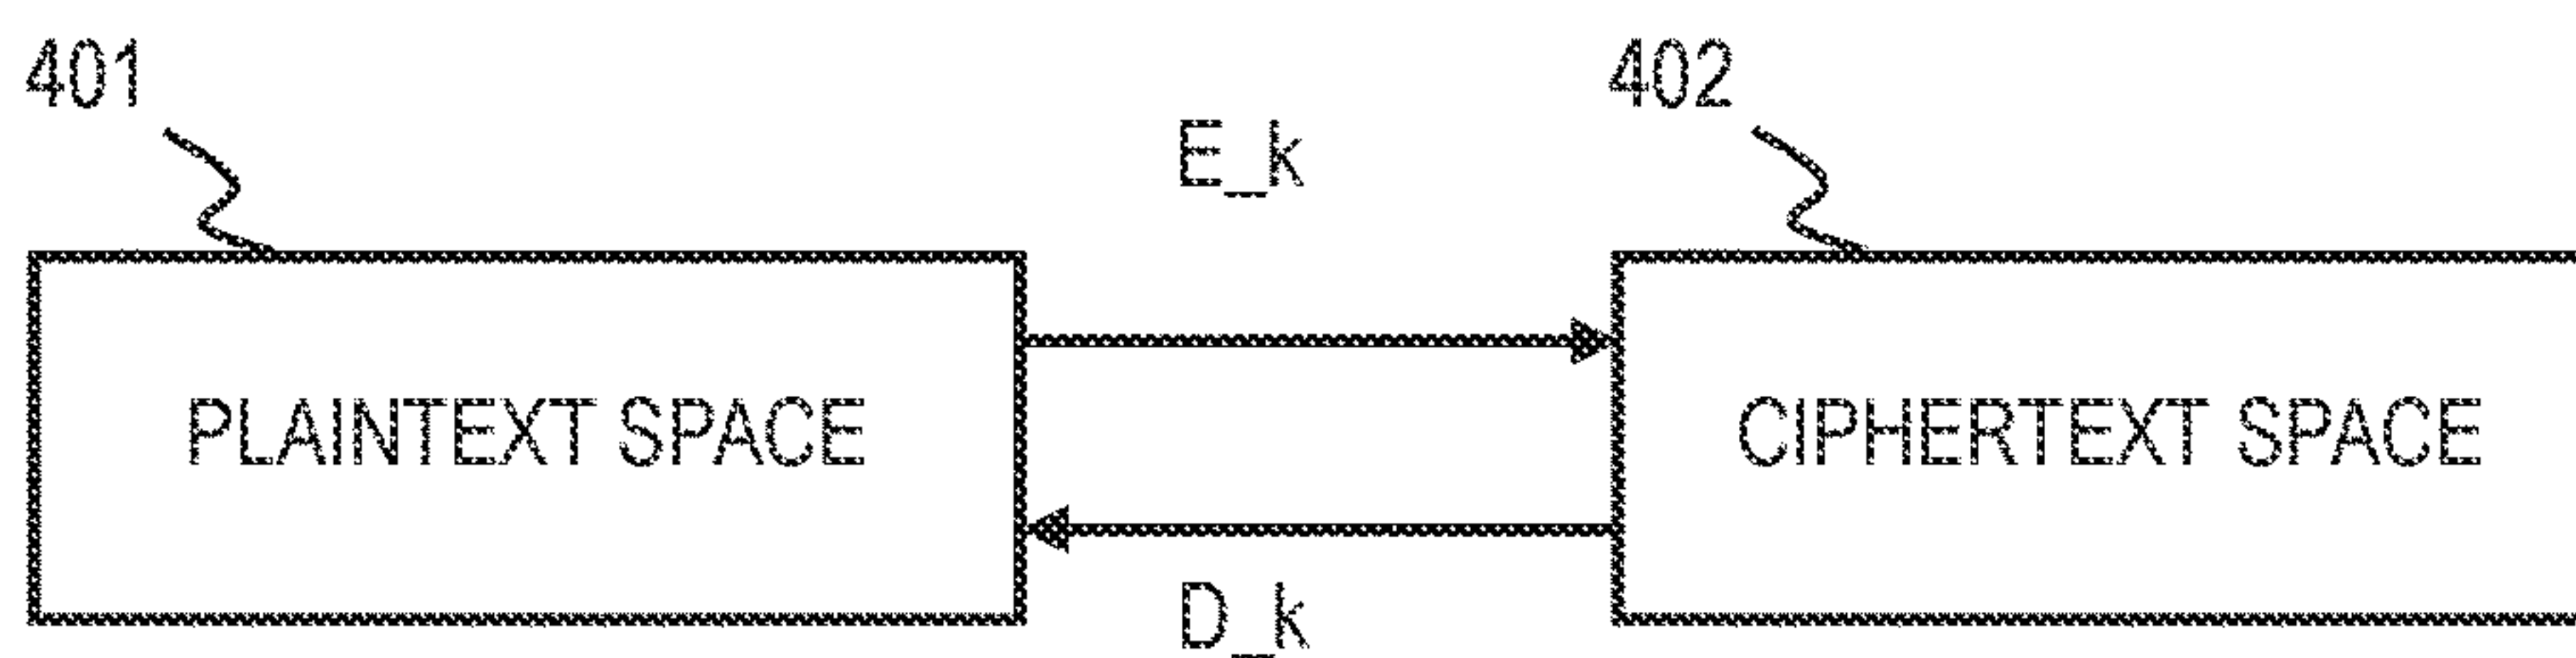 401
402
E_k
PLAINTEXT SPACE
CIPHERTEXT SPACE
D_k